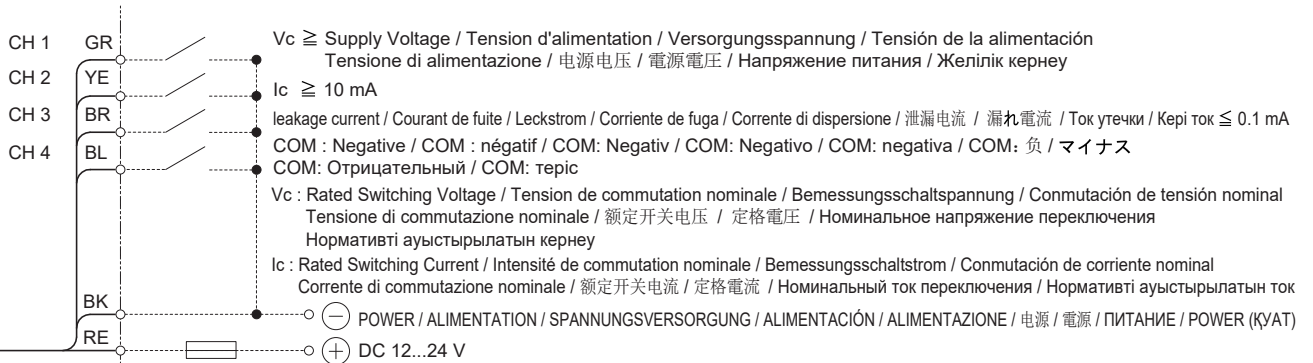 CH 1 GR Vc ≧ Supply Voltage / Tension d'alimentation / Versorgungsspannung / Tensión de la alimentación
Tensione di alimentazione / 电源电压 / 電源電圧 / Напряжение питания / Желілік кернеу
CH 2 YE
Ic ≧ 10 mA
CH 3 BR leakage current / Courant de fuite / Leckstrom / Corriente de fuga / Corrente di dispersione / 泄漏电流 / 漏れ電流 / Ток утечки / Кері ток ≦ 0.1 mA
CH 4 BL COM : Negative / COM : négatif / COM: Negativ / COM: Negativo / COM: negativa / COM: 负 / マイナス
COM: Отрицательный / COM: теріс
Vc : Rated Switching Voltage / Tension de commutation nominale / Bemessungsschaltspannung / Conmutación de tensión nominal
Tensione di commutazione nominale / 额定开关电压 / 定格電圧 / Номинальное напряжение переключения
Нормативті ауыстырылатын кернеу
Ic : Rated Switching Current / Intensité de commutation nominale / Bemessungsschaltstrom / Conmutación de corriente nominal
Corrente di commutazione nominale / 额定开关电流 / 定格電流 / Номинальный ток переключения / Нормативті ауыстырылатын ток
BK
− POWER / ALIMENTATION / SPANNUNGSVERSORGUNG / ALIMENTACIÓN / ALIMENTAZIONE / 电源 / 電源 / ПИТАНИЕ / POWER (ҚУАТ)
RE + DC 12...24 V